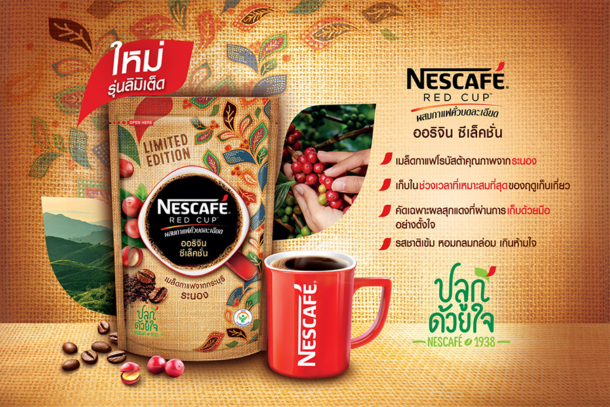 ใหม่
รุ่นลิมิเต็ด
OPEN HERE
LIMITED
EDITION
NESCAFÉ
RED CUP
ผสมกาแฟคั่วบดละเอียด
ออริจิน
ซีเล็คชั่น
เมล็ดกาแฟจากกระบุรี
ระนอง
ปลูก
ด้วยใจ
NESCAFÉ
NESCAFÉ
RED CUP
ผสมกาแฟคั่วบดละเอียด
ออริจิน ซีเล็คชั่น
เมล็ดกาแฟโรบัสต้าคุณภาพจากระนอง
เก็บในช่วงเวลาที่เหมาะสมที่สุดของฤดูเก็บเกี่ยว
คัดเฉพาะผลสุกแดงที่ผ่านการเก็บด้วยมือ
อย่างตั้งใจ
รสชาติเข้ม หอมกลมกล่อม เกินห้ามใจ
ปลูก
ด้วยใจ
NESCAFÉ 1938